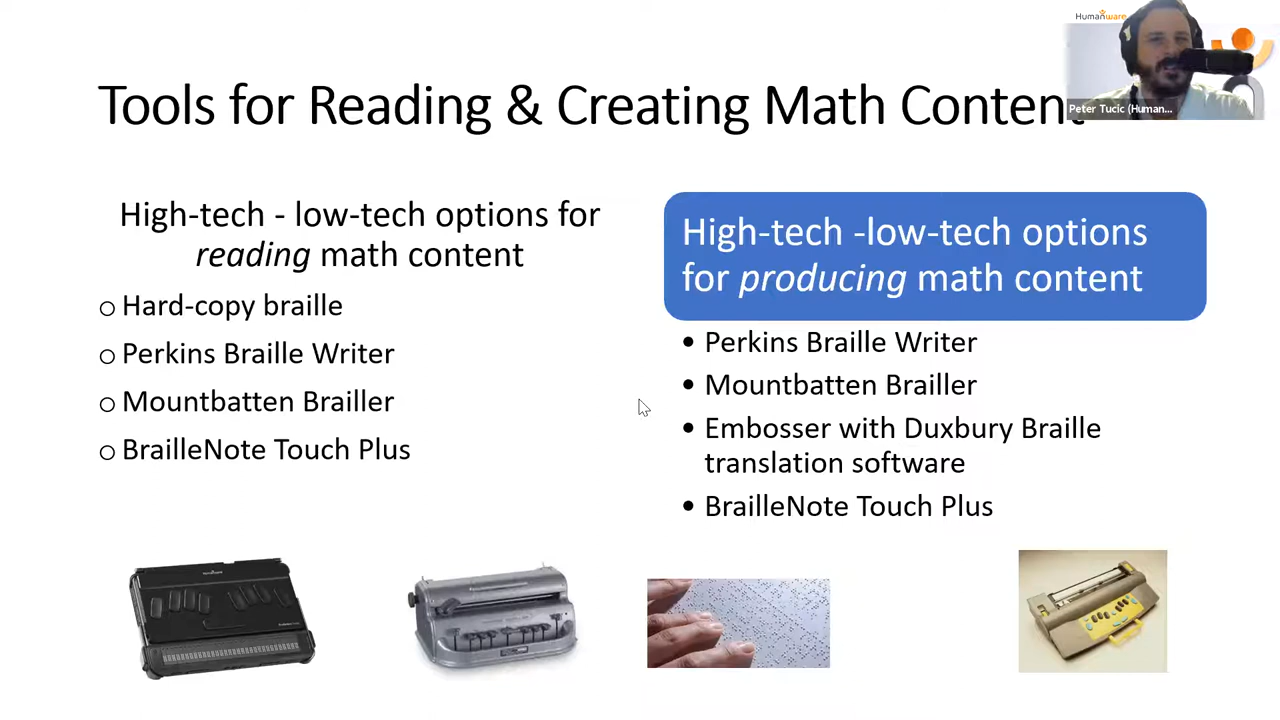 Humanware
Tools for Reading & Creating Math Content
Peter Tucic (Human...
High-tech - low-tech options for
reading math content
o Hard-copy braille
o Perkins Braille Writer
o Mountbatten Brailler
o BrailleNote Touch Plus
High-tech -low-tech options
for producing math content
• Perkins Braille Writer
• Mountbatten Brailler
• Embosser with Duxbury Braille
translation software
• BrailleNote Touch Plus